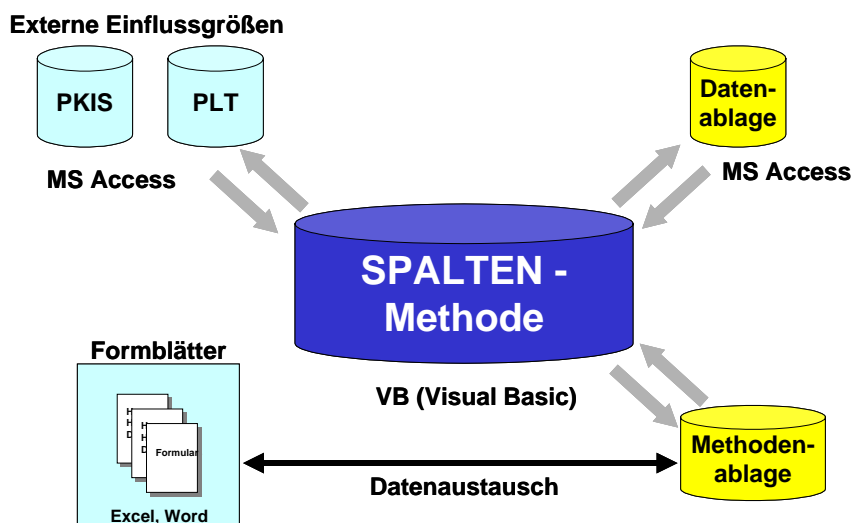 Externe Einflussgrößen
PKIS
PLT
Daten-
ablage
MS Access
MS Access
SPALTEN -
Methode
Formblätter
VB (Visual Basic)
H
H
D
H
H
D
Formular
Methoden-
ablage
Datenaustausch
Excel, Word